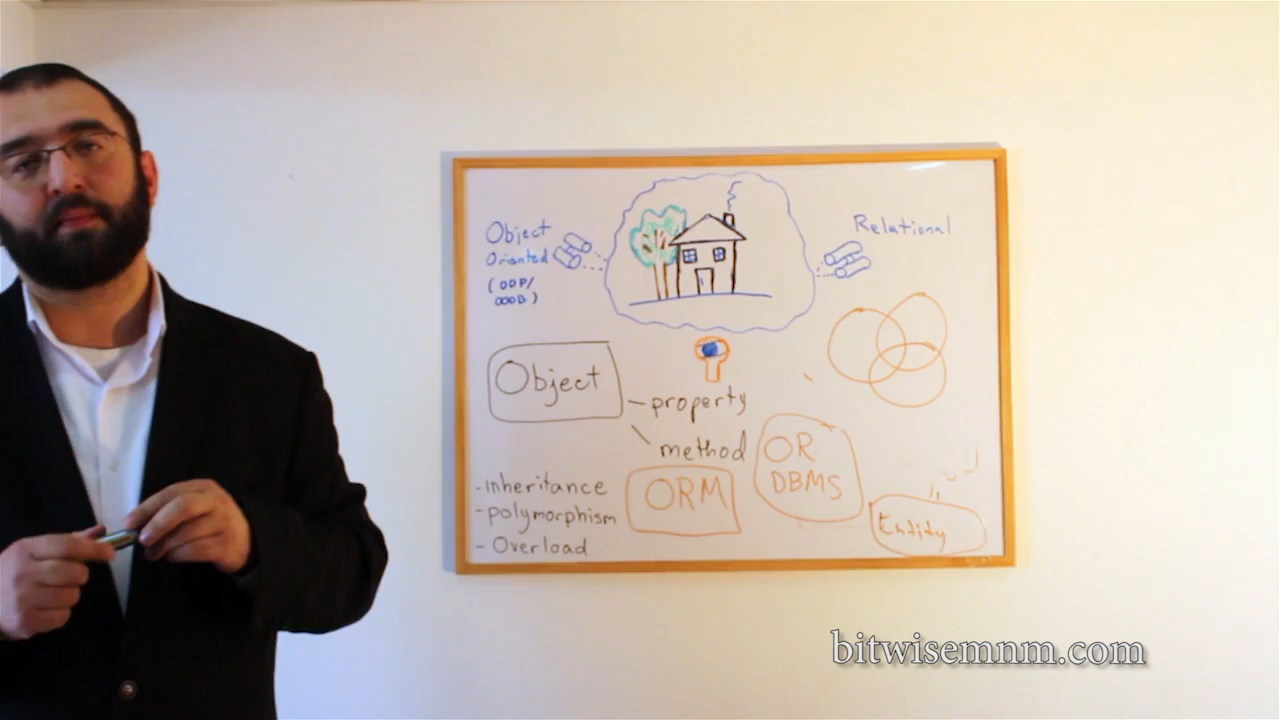 Object
Oriented
(OOP/
OODB)
Relational
Object
property
method
- Inheritance
- polymorphism
- Overload
ORM
OR
DBMS
Entity
bitwisemnm.com